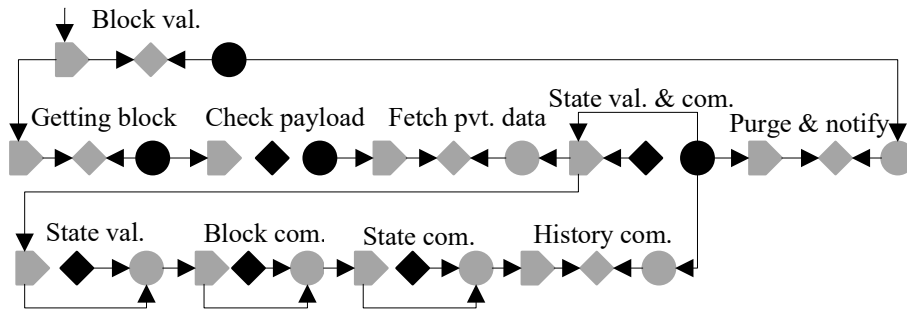 Block val.
Getting block
Check payload
Fetch pvt. data
State val. & com.
Purge & notify
State val.
Block com.
State com.
History com.